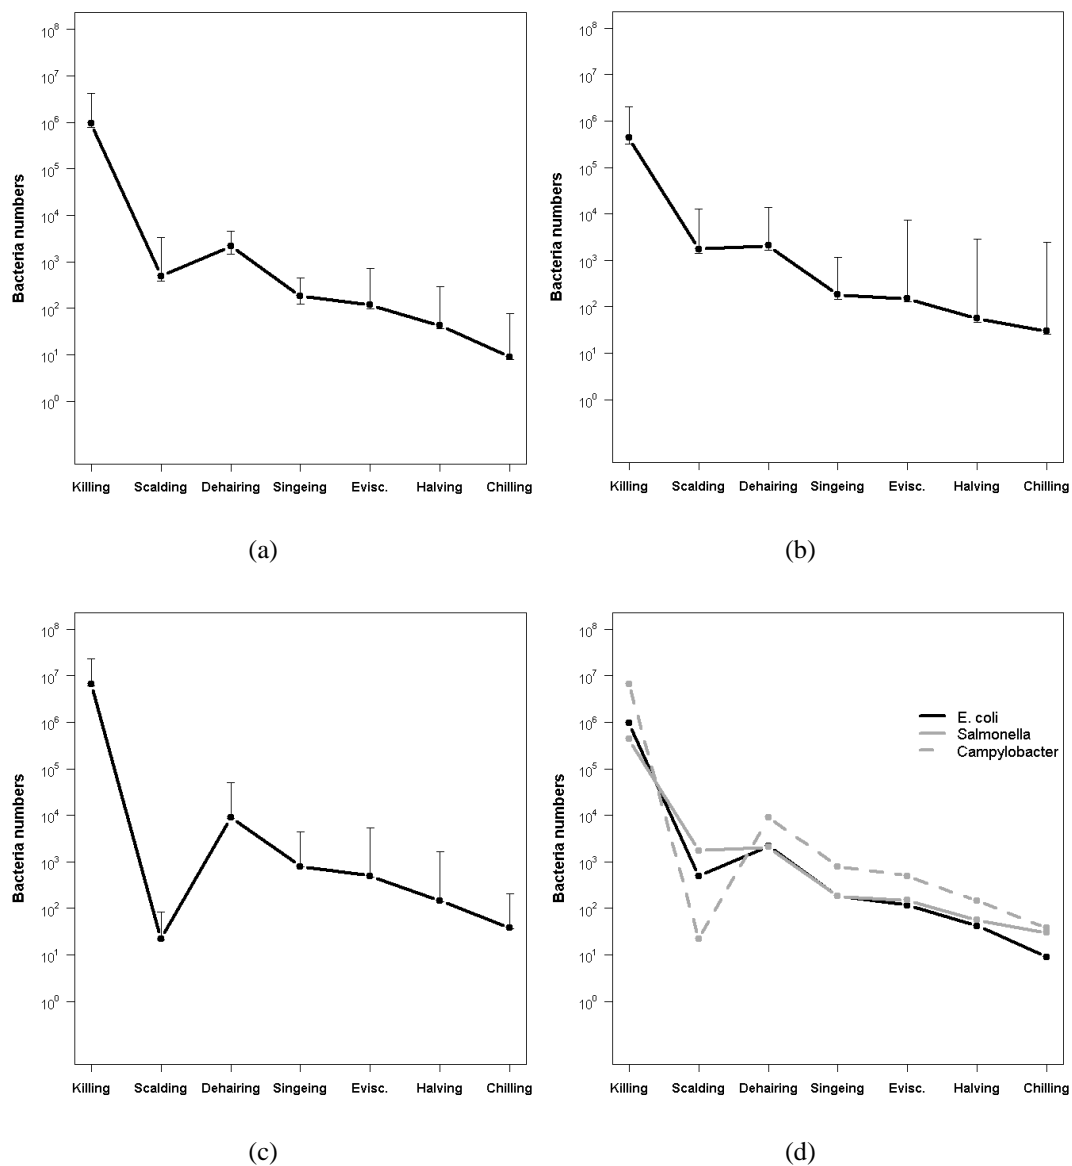 10⁸
10⁷
10⁶
10⁵
10⁴
10³
10²
10¹
10⁰
Bacteria numbers
Killing Scalding Dehairing Singeing Evisc. Halving Chilling
(a)
10⁸
10⁷
10⁶
10⁵
10⁴
10³
10²
10¹
10⁰
Bacteria numbers
Killing Scalding Dehairing Singeing Evisc. Halving Chilling
(b)
10⁸
10⁷
10⁶
10⁵
10⁴
10³
10²
10¹
10⁰
Bacteria numbers
Killing Scalding Dehairing Singeing Evisc. Halving Chilling
(c)
10⁸
10⁷
10⁶
10⁵
10⁴
10³
10²
10¹
10⁰
Bacteria numbers
E. coli
Salmonella
Campylobacter
Killing Scalding Dehairing Singeing Evisc. Halving Chilling
(d)